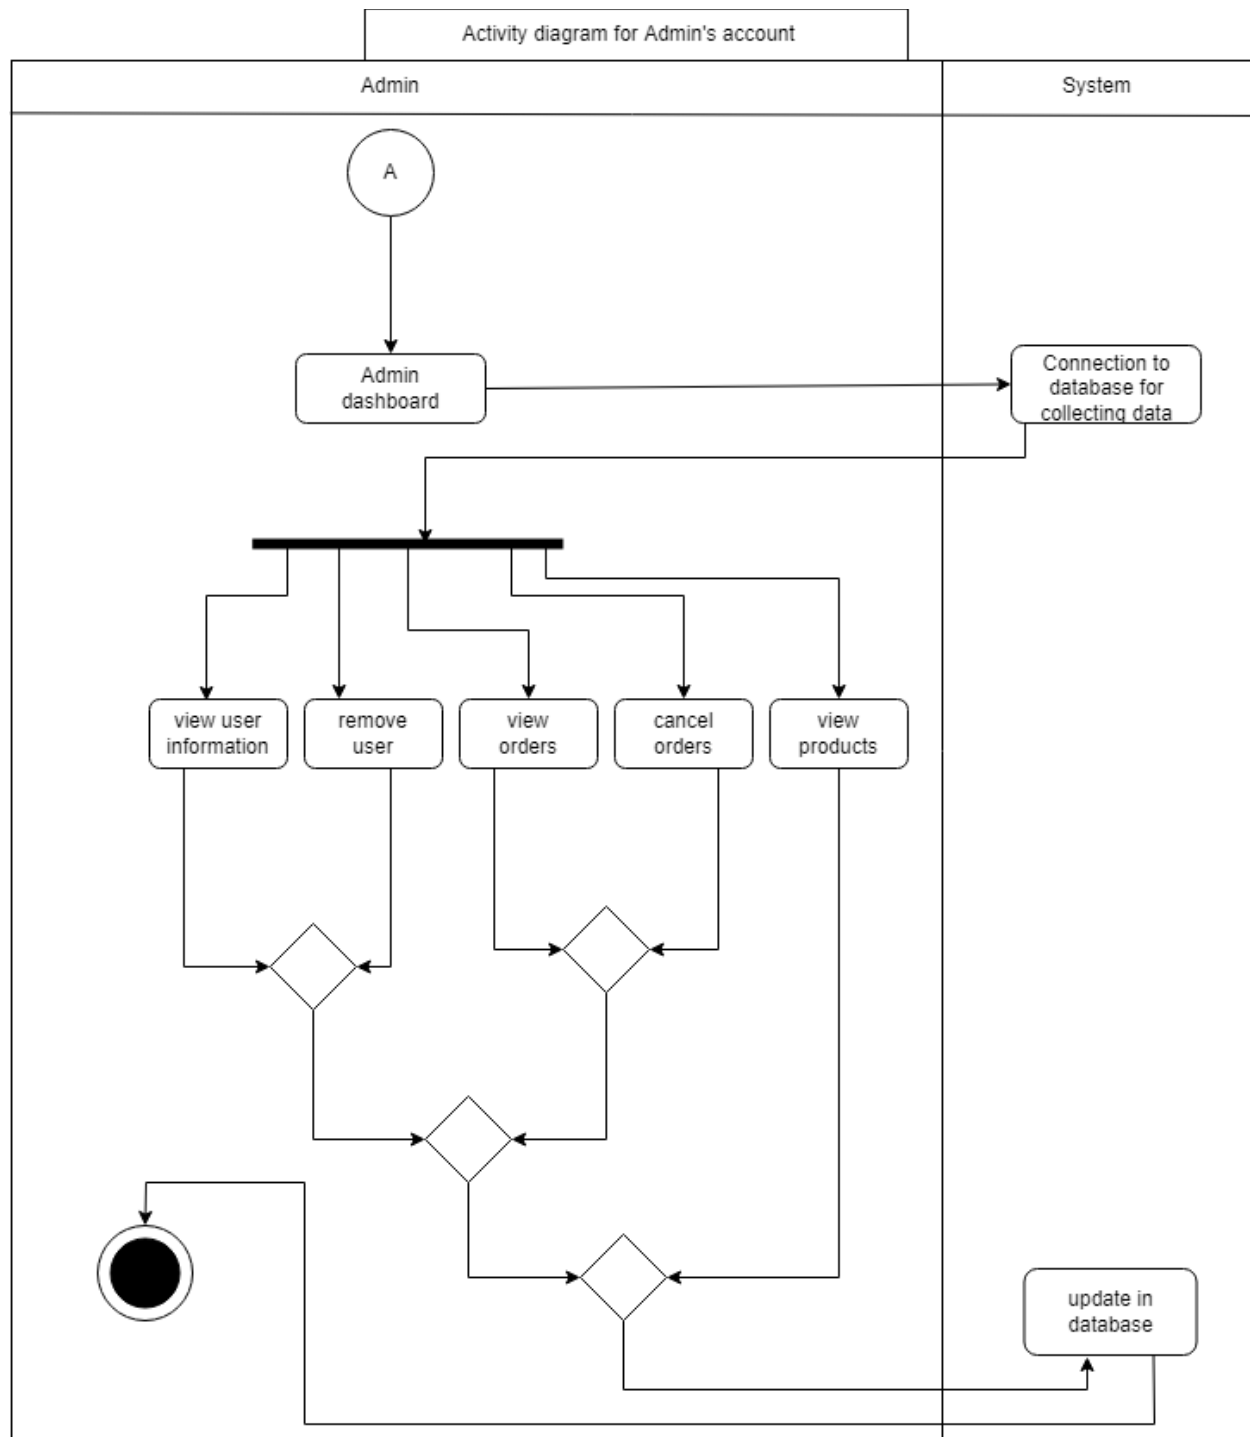 Activity diagram for Admin's account
Admin
System
A
Admin
dashboard
Connection to
database for
collecting data
view user
information
remove
user
view
orders
cancel
orders
view
products
update in
database